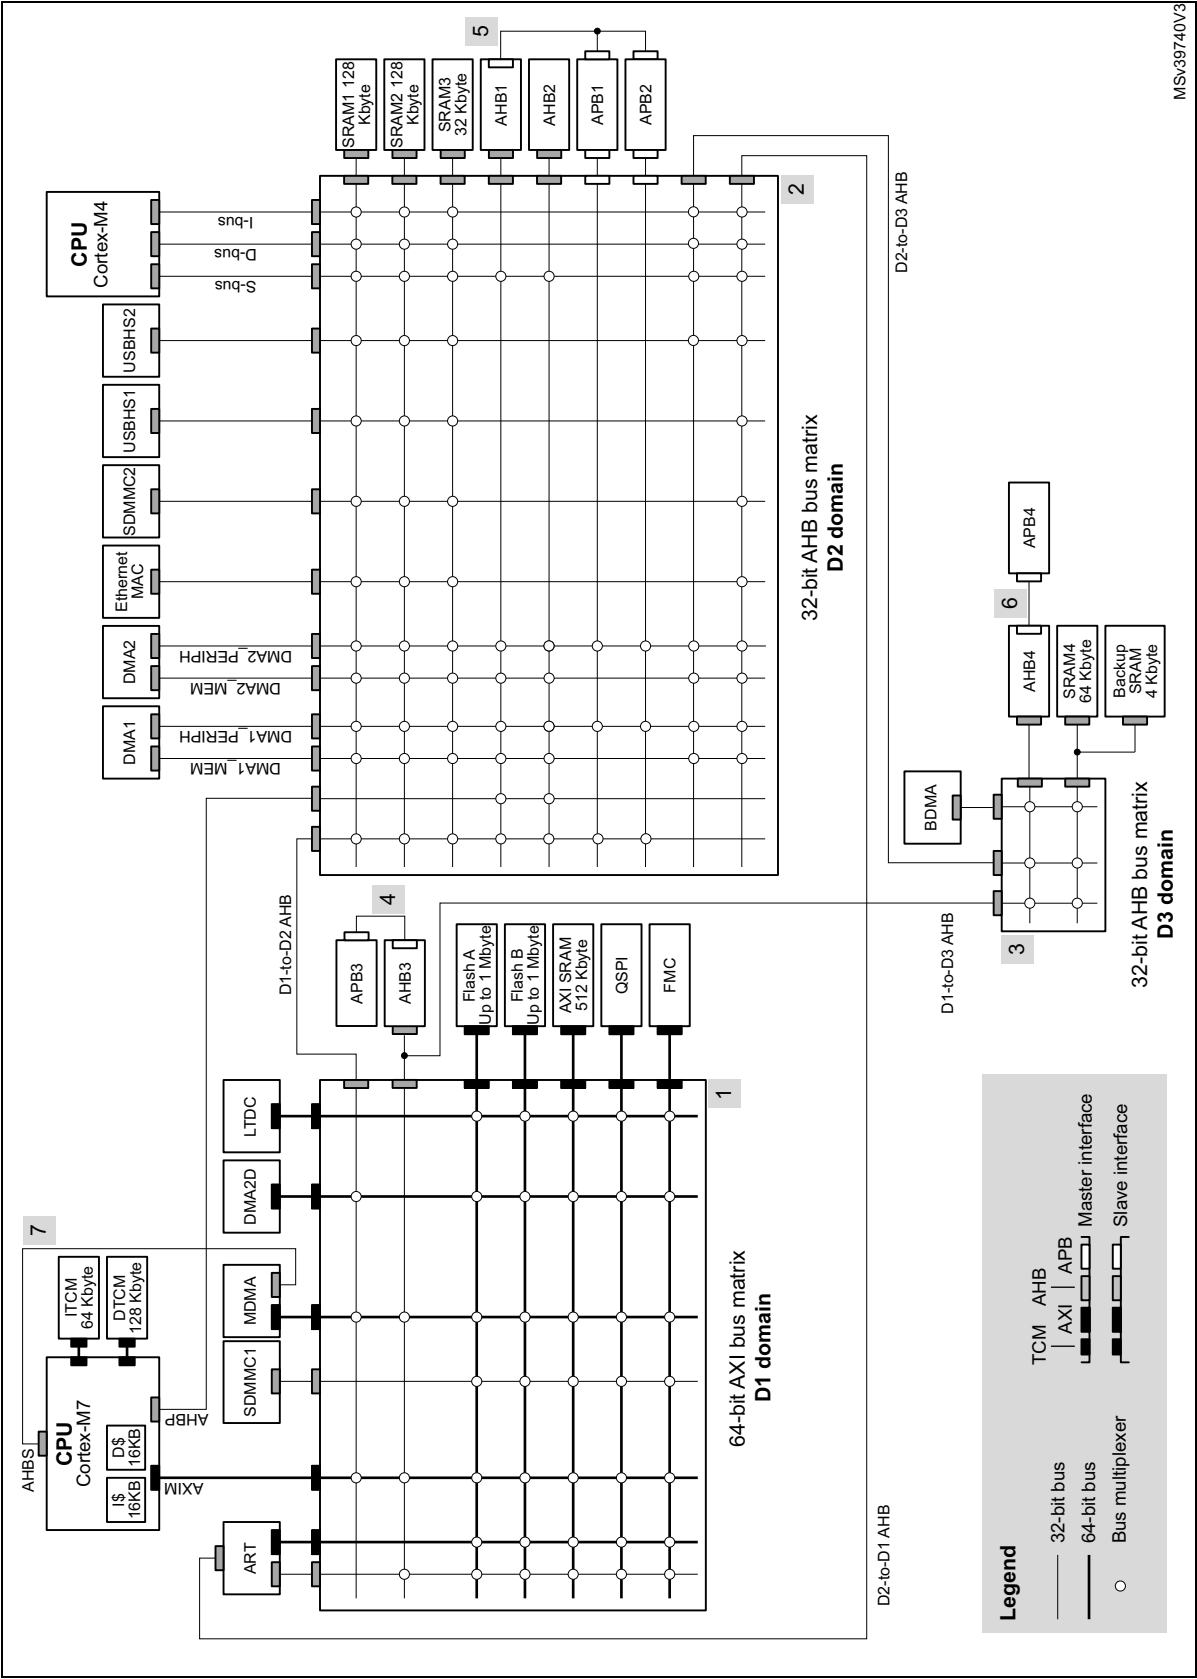 AHBS
CPU
Cortex-M7
I$
16KB
D$
16KB
AXIM
AHBP
ITCM
64 Kbyte
DTCM
128 Kbyte
7
ART
SDMMC1
MDMA
DMA2D
LTDC
1
64-bit AXI bus matrix
D1 domain
APB3
AHB3
4
Flash A
Up to 1 Mbyte
Flash B
Up to 1 Mbyte
AXI SRAM
512 Kbyte
QSPI
FMC
D1-to-D2 AHB
DMA1
DMA2
Ethernet
MAC
SDMMC2
USBHS1
USBHS2
CPU
Cortex-M4
DMA1_MEM
DMA1_PERIPH
DMA2_MEM
DMA2_PERIPH
S-bus
D-bus
I-bus
2
32-bit AHB bus matrix
D2 domain
SRAM1 128
Kbyte
SRAM2 128
Kbyte
SRAM3
32 Kbyte
AHB1
AHB2
APB1
APB2
5
D2-to-D1 AHB
D1-to-D3 AHB
D2-to-D3 AHB
BDMA
3
32-bit AHB bus matrix
D3 domain
AHB4
SRAM4
64 Kbyte
Backup
SRAM
4 Kbyte
6
APB4
Legend
32-bit bus
64-bit bus
Bus multiplexer
TCM AHB
AXI APB
Master interface
Slave interface
MSv39740V3